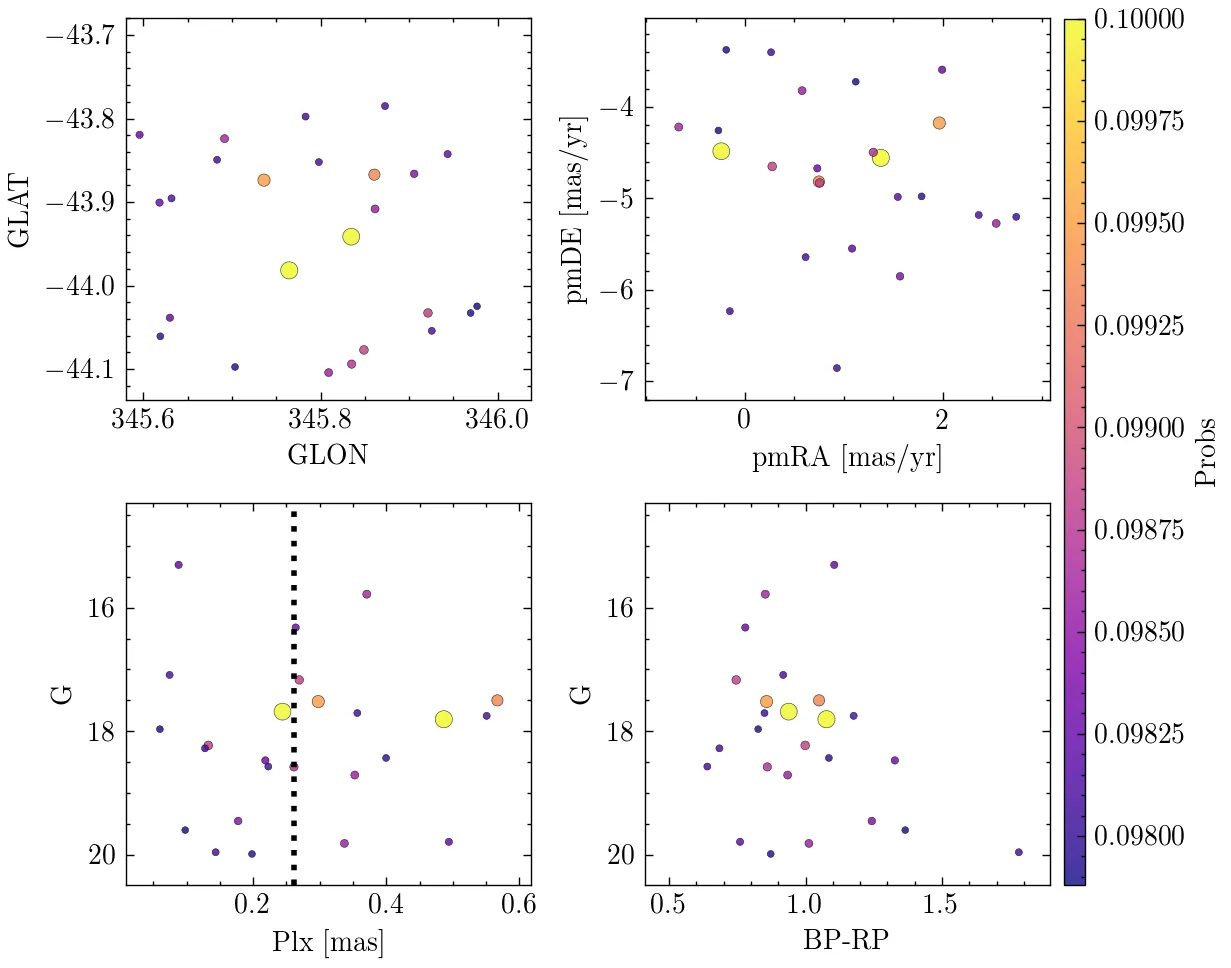 −43.7
−43.8
−43.9
−44.0
−44.1
GLAT
345.6 345.8 346.0
GLON
−4
−5
−6
−7
pmDE [mas/yr]
0 2
pmRA [mas/yr]
16
18
20
G
0.2 0.4 0.6
Plx [mas]
16
18
20
G
0.5 1.0 1.5
BP-RP
0.10000
0.09975
0.09950
0.09925
0.09900
0.09875
0.09850
0.09825
0.09800
Probs